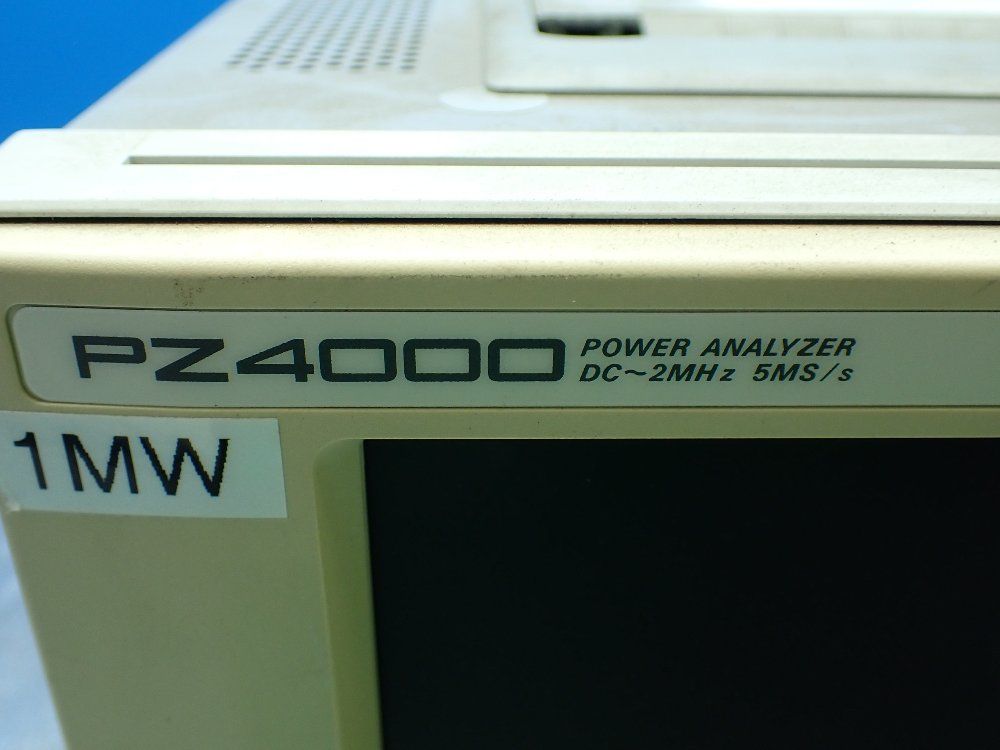 PZ4000
POWER ANALYZER
DC～2MHz 5MS/s
1MW